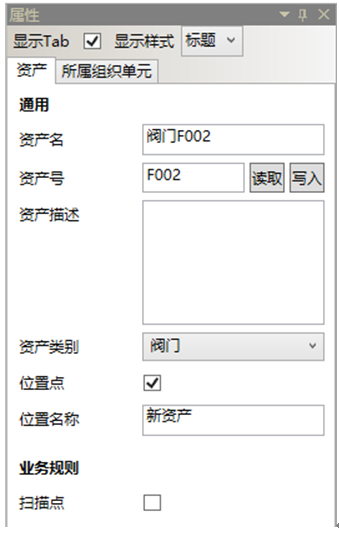 属性
显示Tab 显示样式 标题
资产 所属组织单元
通用
资产名 阀门F002
资产号 F002 读取 写入
资产描述
资产类别 阀门
位置点
位置名称 新资产
业务规则
扫描点